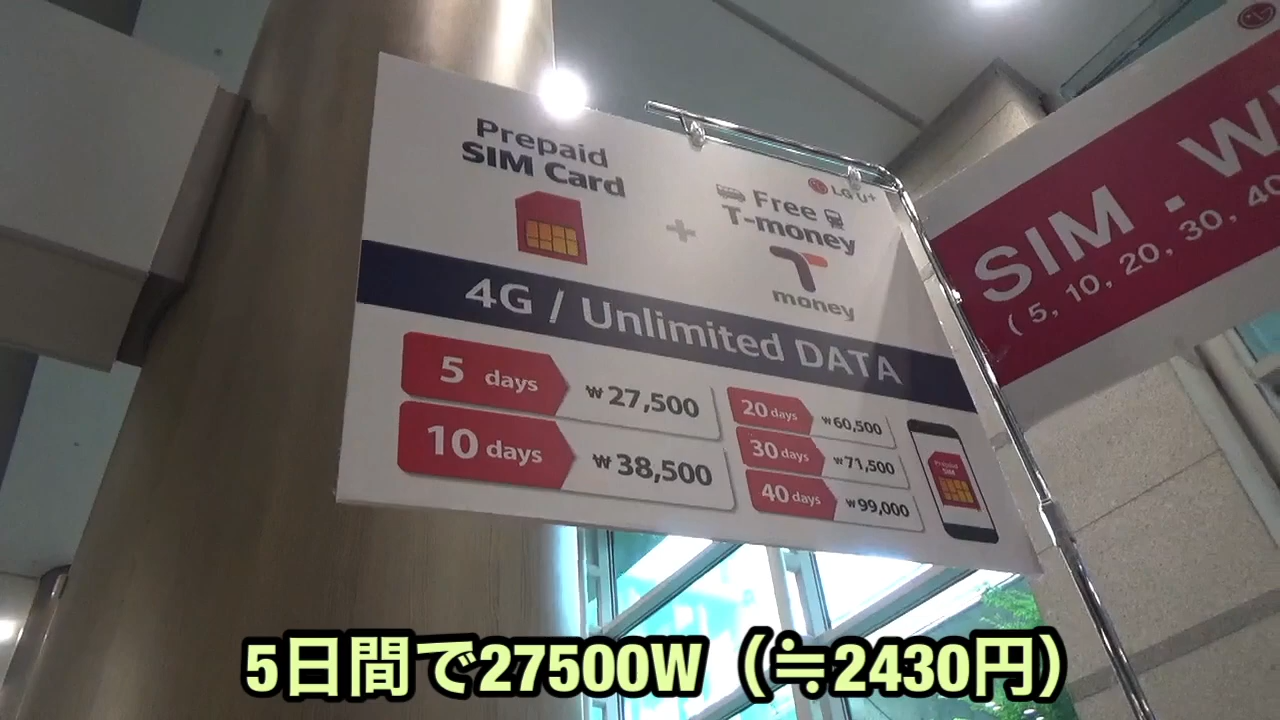 Prepaid
SIM Card
+
LG U+
Free
T-money
money
4G / Unlimited DATA
5 days ₩27,500
10 days ₩38,500
20 days ₩60,500
30 days ₩71,500
40 days ₩99,000
Prepaid
SIM
SIM . W
( 5, 10, 20, 30, 40
5日間で27500W（≒2430円）